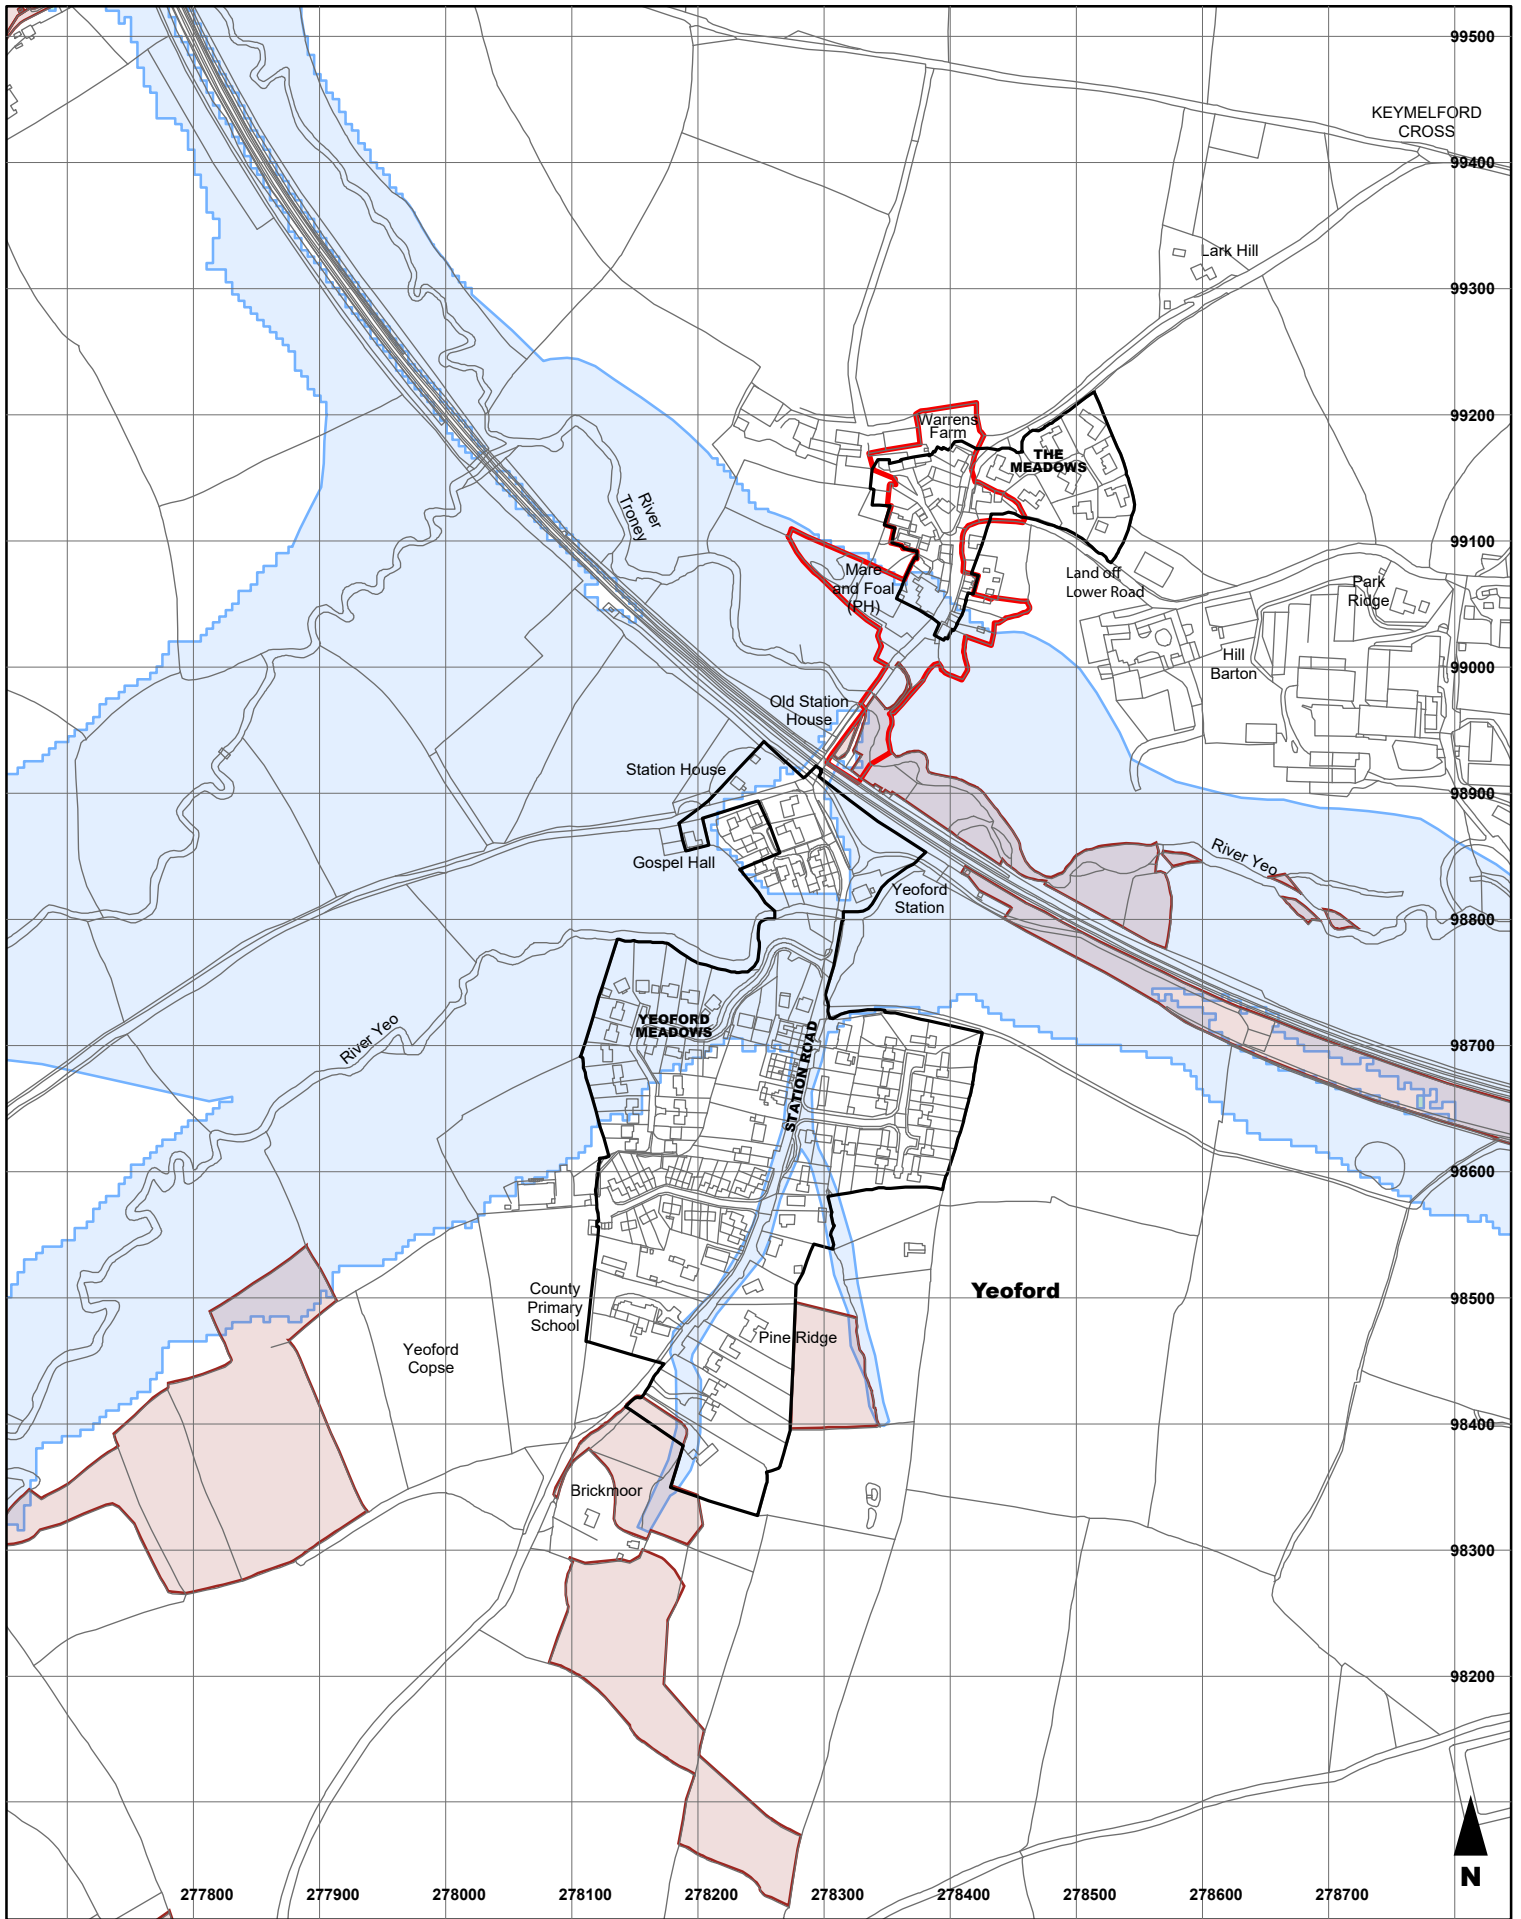 99500
KEYMELFORD
CROSS
99400
Lark Hill
99300
99200
Warrens
Farm
THE
MEADOWS
River
Troney
99100
Mare
and Foal
(PH)
Land off
Lower Road
Park
Ridge
99000
Hill
Barton
Old Station
House
Station House
98900
Gospel Hall
River Yeo
Yeoford
Station
98800
YEOFORD
MEADOWS
STATION ROAD
River Yeo
98700
98600
Yeoford
County
Primary
School
98500
Pine Ridge
Yeoford
Copse
98400
Brickmoor
98300
98200
N
277800
277900
278000
278100
278200
278300
278400
278500
278600
278700